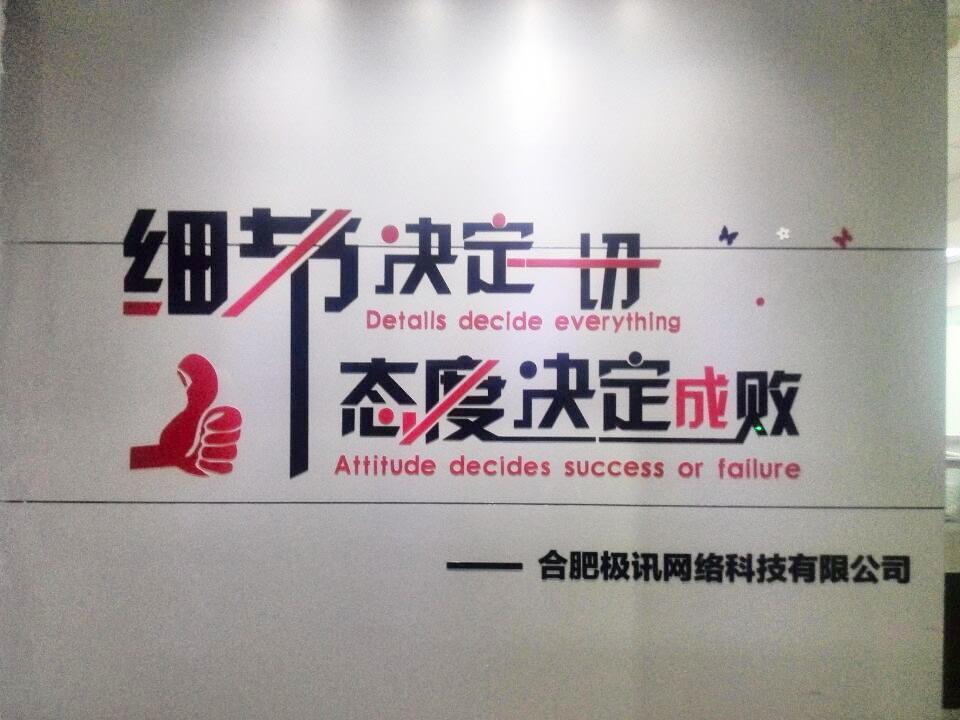 细节决定一切
Details decide everything
态度决定成败
Attitude decides success or failure
—— 合肥极讯网络科技有限公司